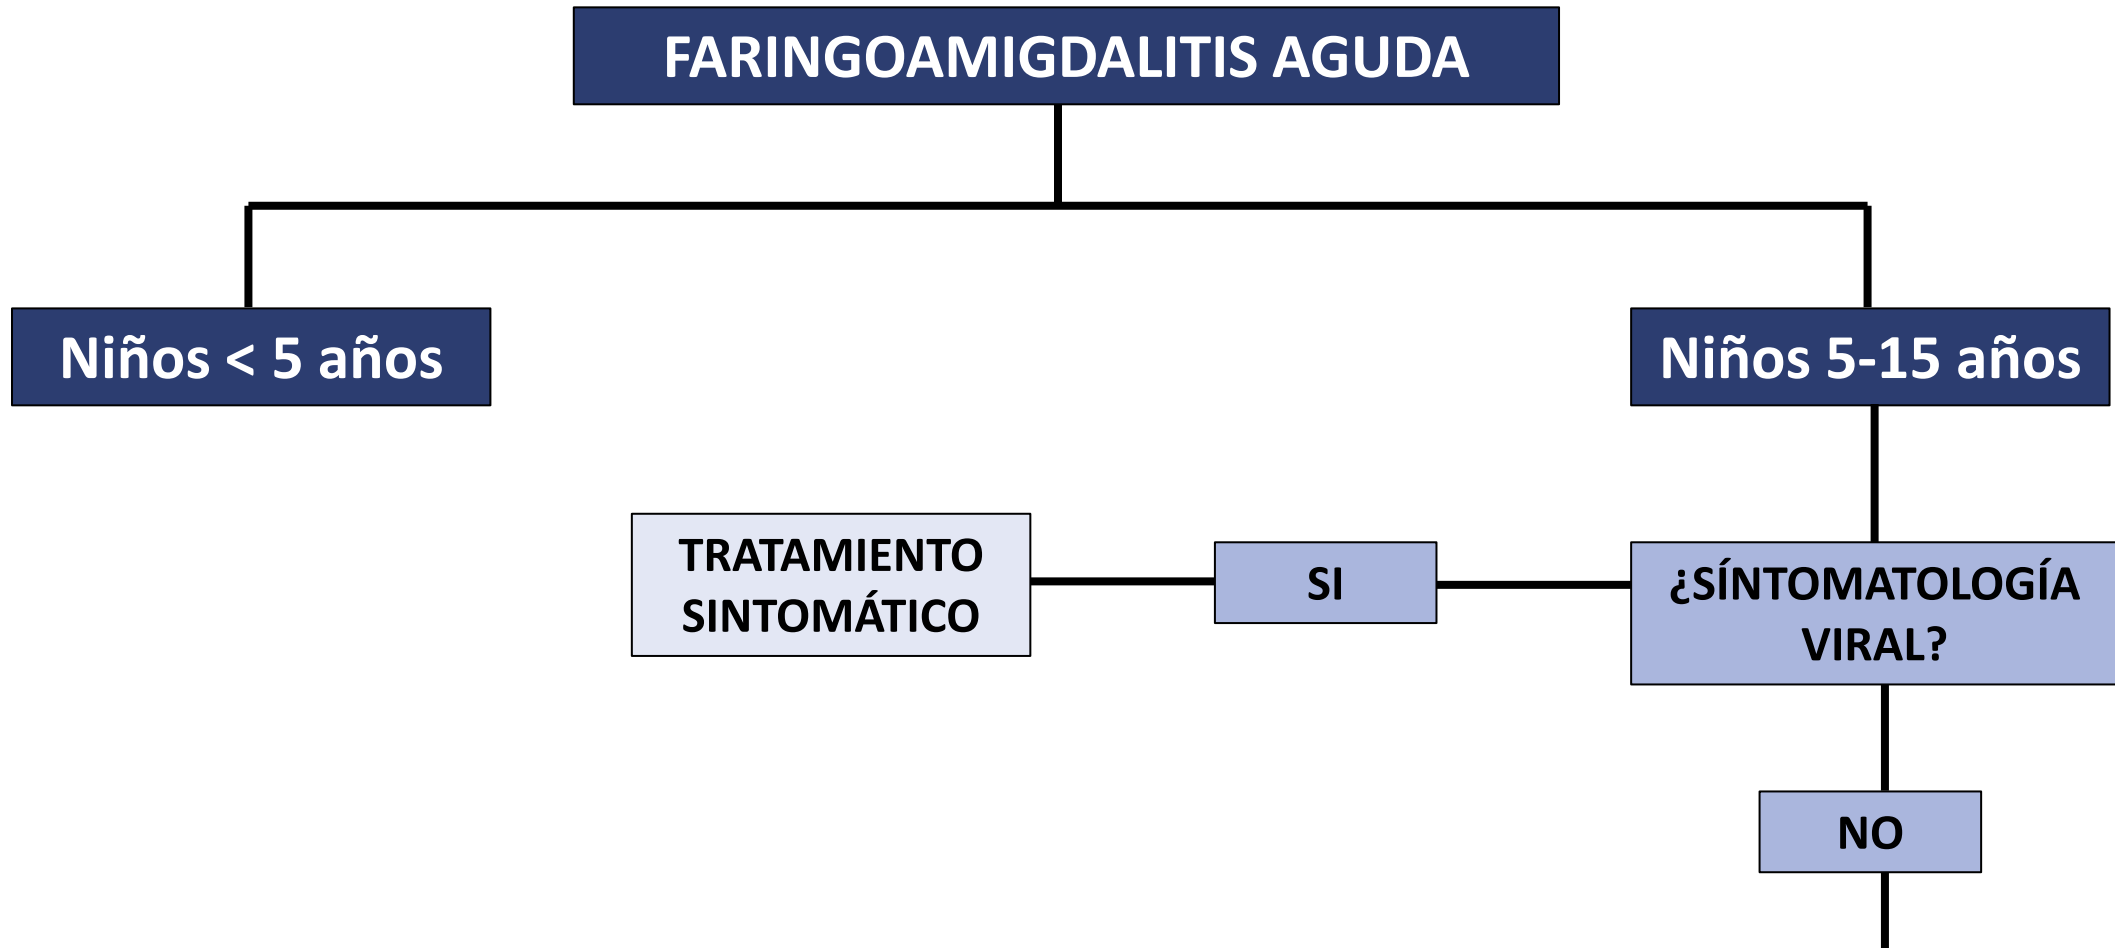 FARINGOAMIGDALITIS AGUDA
Niños < 5 años
Niños 5-15 años
TRATAMIENTO
SINTOMÁTICO
SI
¿SÍNTOMATOLOGÍA
VIRAL?
NO